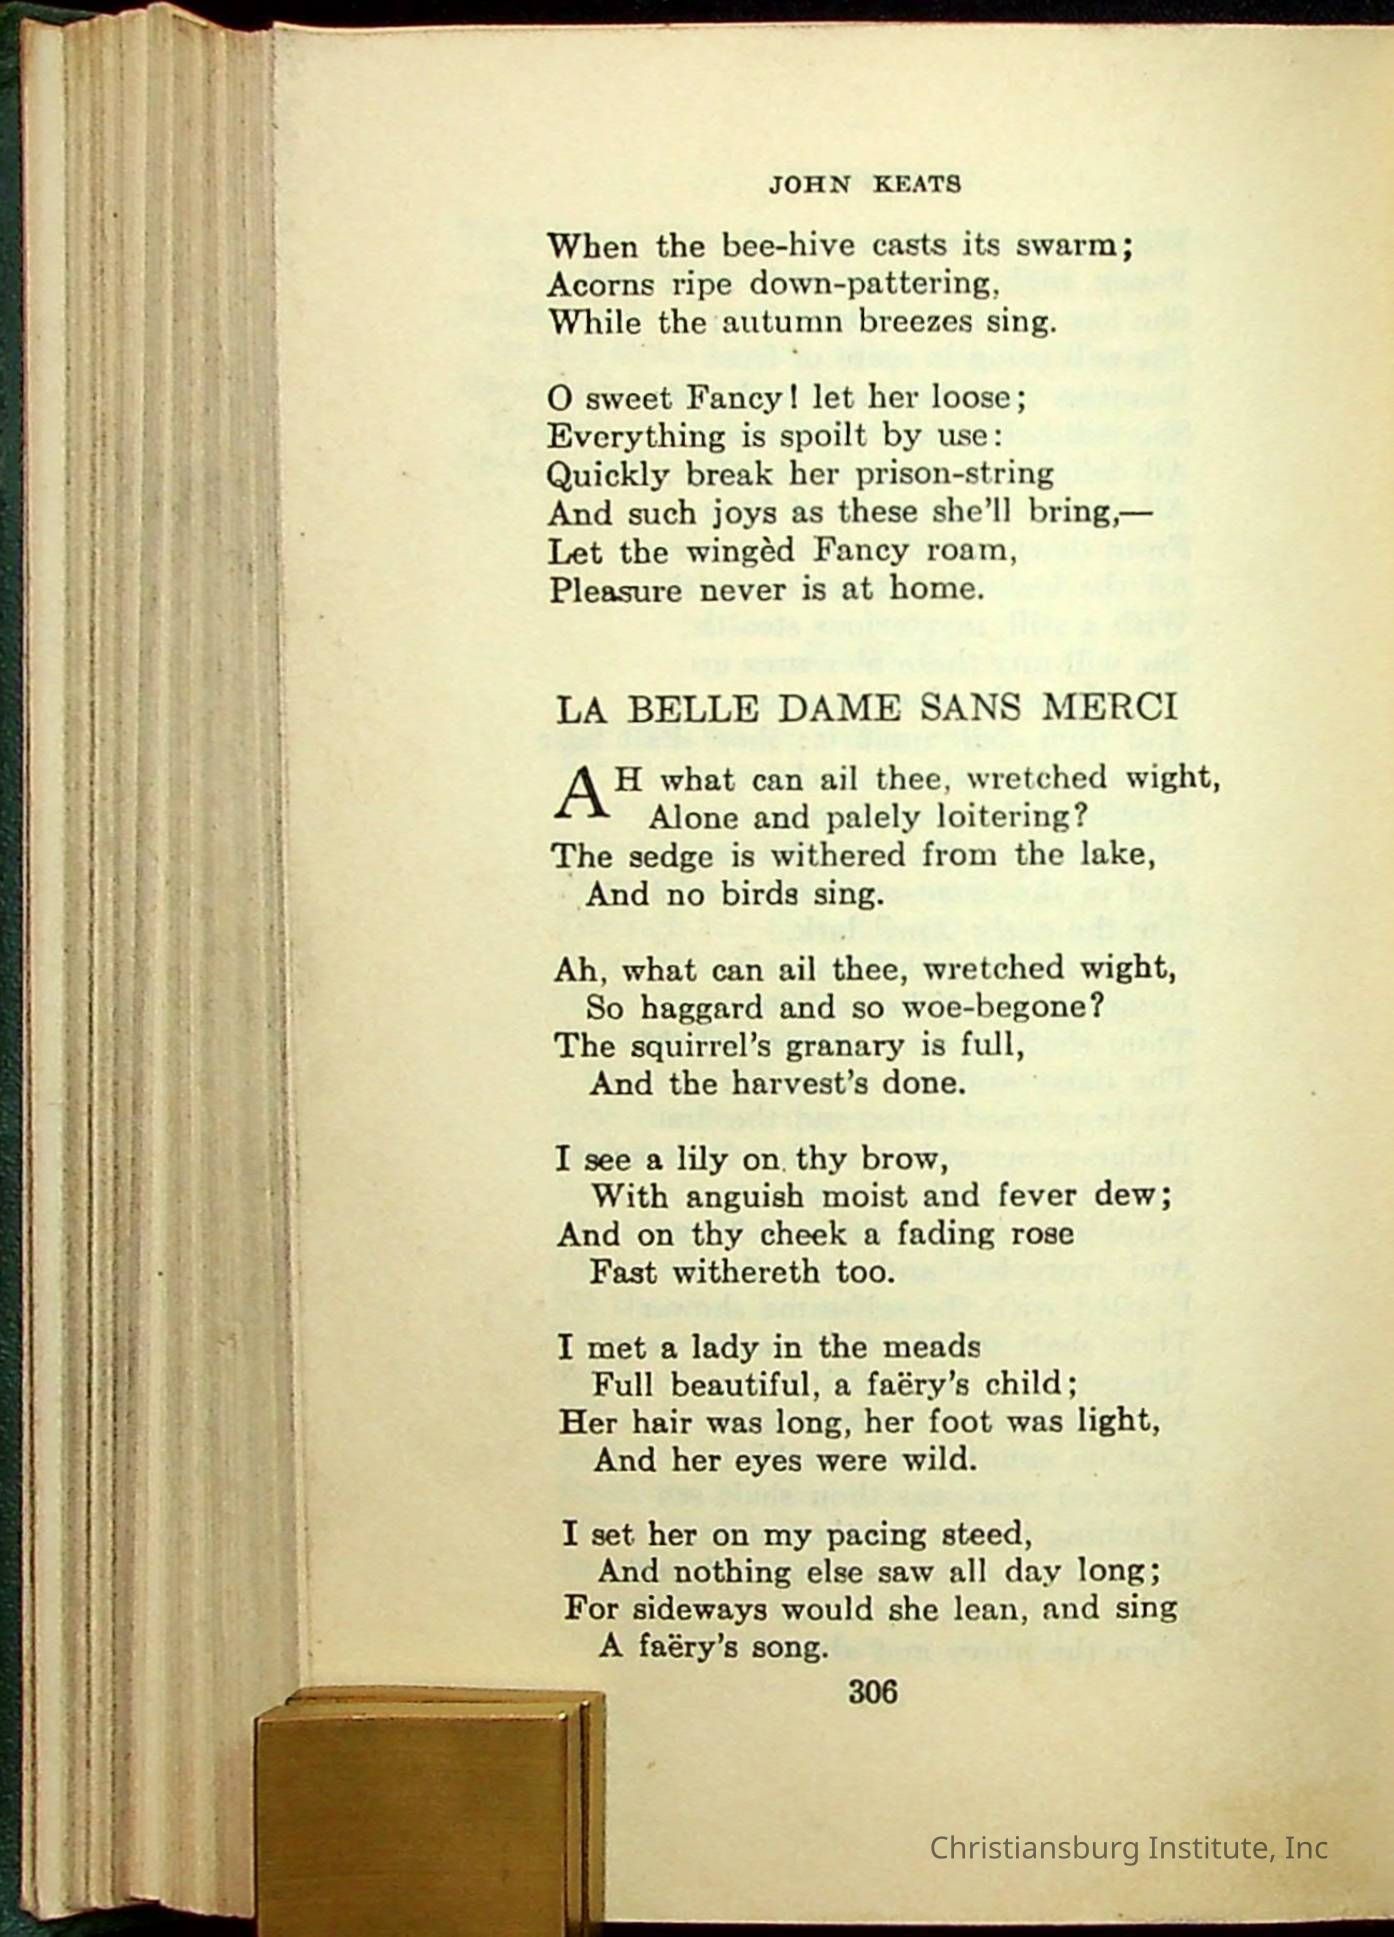 JOHN KEATS
When the bee-hive casts its swarm;
Acorns ripe down-pattering,
While the autumn breezes sing.
O sweet Fancy! let her loose;
Everything is spoilt by use:
Quickly break her prison-string
And such joys as these she'll bring,—
Let the wingèd Fancy roam,
Pleasure never is at home.
LA BELLE DAME SANS MERCI
AH what can ail thee, wretched wight,
Alone and palely loitering?
The sedge is withered from the lake,
And no birds sing.
Ah, what can ail thee, wretched wight,
So haggard and so woe-begone?
The squirrel's granary is full,
And the harvest's done.
I see a lily on thy brow,
With anguish moist and fever dew;
And on thy cheek a fading rose
Fast withereth too.
I met a lady in the meads
Full beautiful, a faëry's child;
Her hair was long, her foot was light,
And her eyes were wild.
I set her on my pacing steed,
And nothing else saw all day long;
For sideways would she lean, and sing
A faëry's song.
306
Christiansburg Institute, Inc